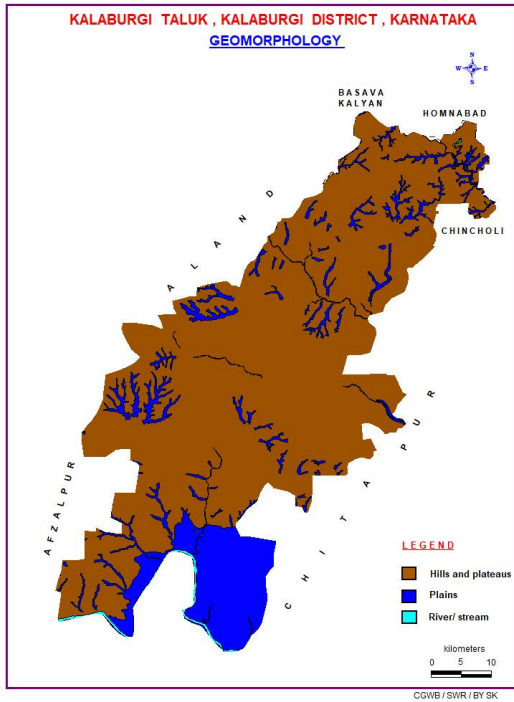 KALABURGI TALUK , KALABURGI DISTRICT , KARNATAKA
GEOMORPHOLOGY
N
W E
S
BASAVA
KALYAN
HOMNABAD
CHINCHOLI
ALAND
AFZALPUR
CHITAPUR
LEGEND
Hills and plateaus
Plains
River/ stream
kilometers
0 5 10
CGWB / SWR / BY SK